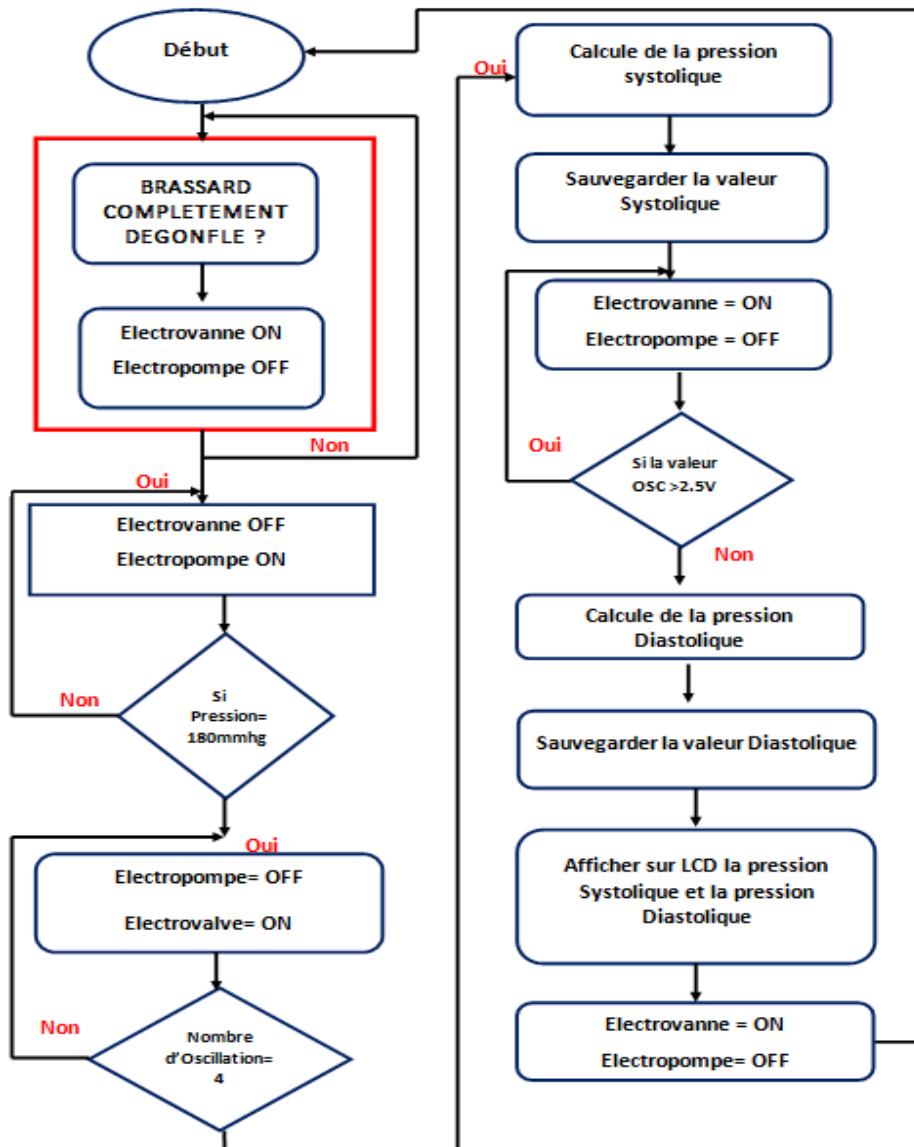 Début
BRASSARD
COMPLETEMENT
DEGONFLE ?
Electrovanne ON
Electropompe OFF
Non
Oui
Electrovanne OFF
Electropompe ON
Non
Si
Pression=
180mmhg
Oui
Electropompe= OFF
Electrovalve= ON
Non
Nombre
d'Oscillation=
4
Oui
Calcule de la pression
systolique
Sauvegarder la valeur
Systolique
Electrovanne = ON
Electropompe = OFF
Oui
Si la valeur
OSC >2.5V
Non
Calcule de la pression
Diastolique
Sauvegarder la valeur Diastolique
Afficher sur LCD la pression
Systolique et la pression
Diastolique
Electrovanne = ON
Electropompe= OFF